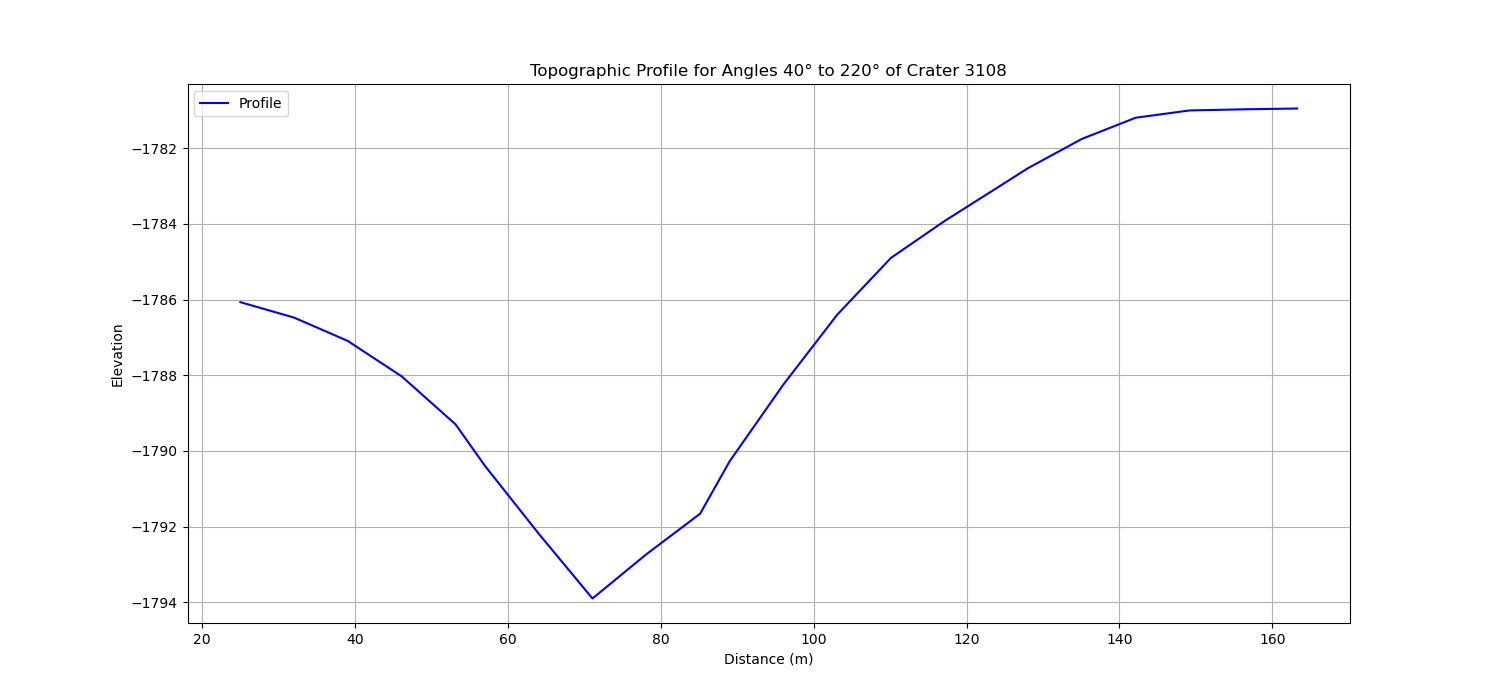 Topographic Profile for Angles 40° to 220° of Crater 3108
Profile
−1782
−1784
−1786
−1788
−1790
−1792
−1794
Elevation
20 40 60 80 100 120 140 160
Distance (m)